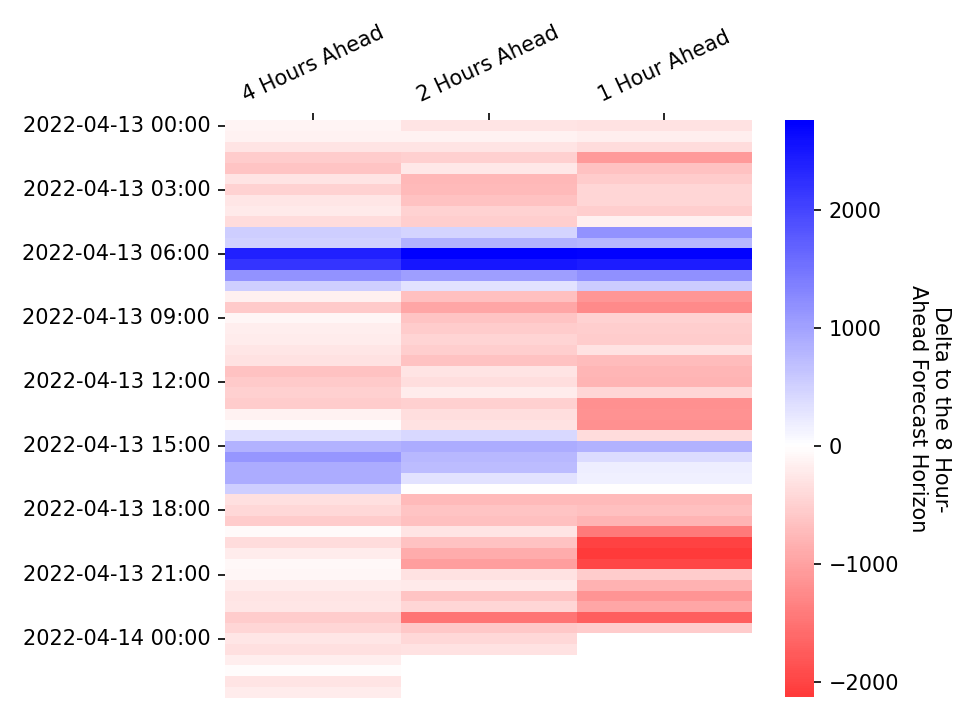 4 Hours Ahead
2 Hours Ahead
1 Hour Ahead
2022-04-13 00:00
2022-04-13 03:00
2022-04-13 06:00
2022-04-13 09:00
2022-04-13 12:00
2022-04-13 15:00
2022-04-13 18:00
2022-04-13 21:00
2022-04-14 00:00
2000
1000
0
−1000
−2000
Delta to the 8 Hour-
Ahead Forecast Horizon